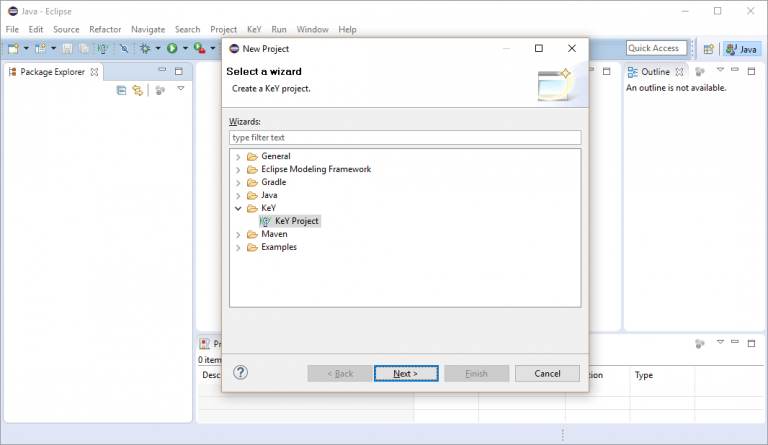 Java - Eclipse
File Edit Source Refactor Navigate Search Project KeY Run Window Help
Quick Access
Java
Package Explorer
Outline
An outline is not available.
New Project
Select a wizard
Create a KeY project.
Wizards:
type filter text
General
Eclipse Modeling Framework
Gradle
Java
KeY
KeY Project
Maven
Examples
< Back Next > Finish Cancel
0 item
Desc
tion Type